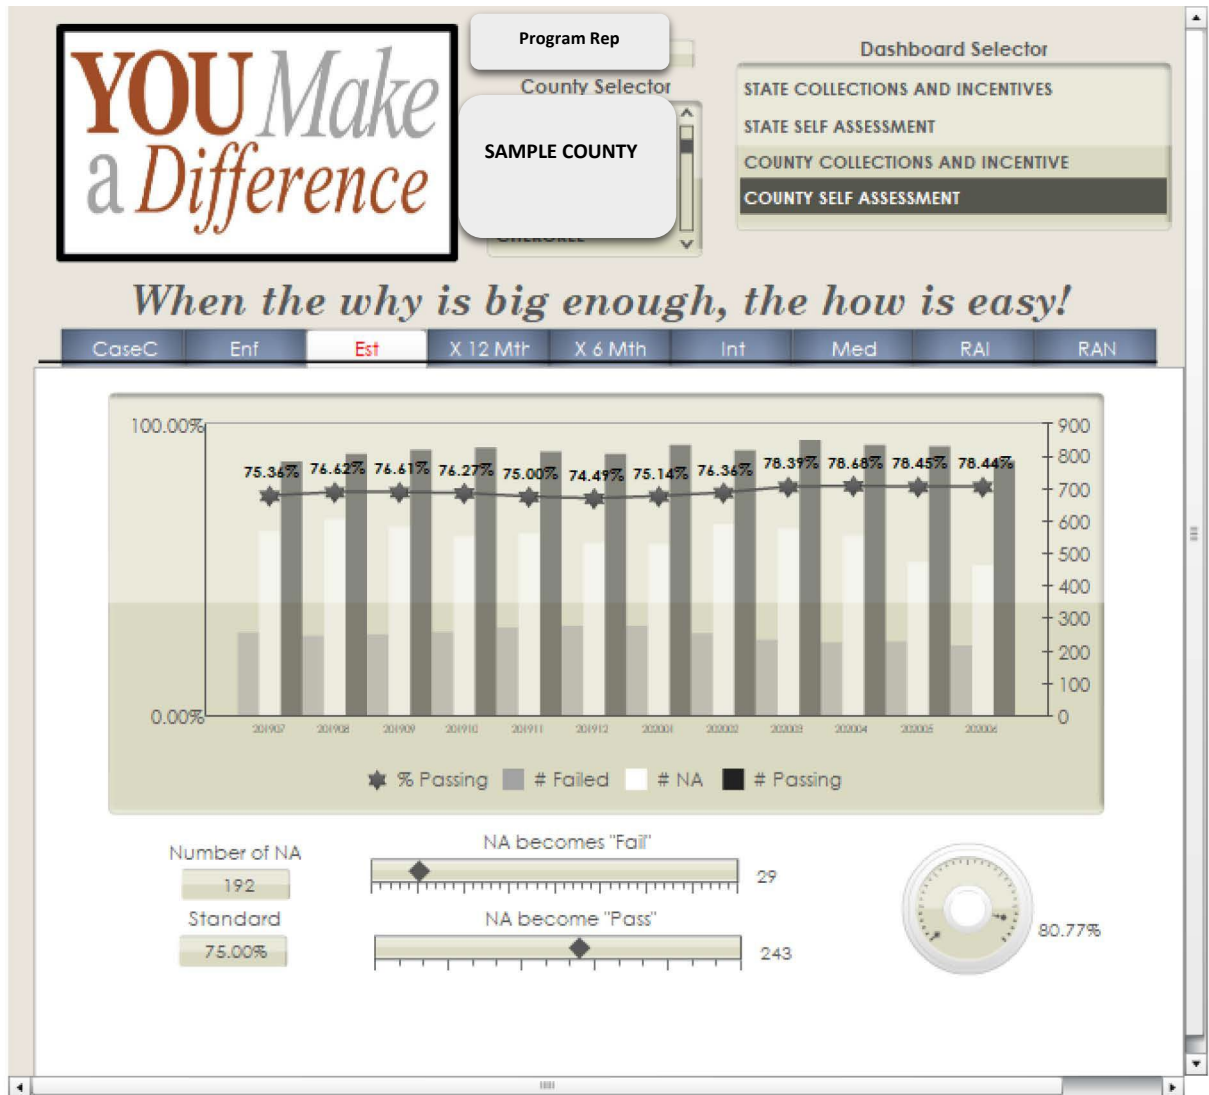 YOU Make
a Difference
Program Rep
County Selector
SAMPLE COUNTY
Dashboard Selector
STATE COLLECTIONS AND INCENTIVES
STATE SELF ASSESSMENT
COUNTY COLLECTIONS AND INCENTIVE
COUNTY SELF ASSESSMENT
When the why is big enough, the how is easy!
CaseC Enf Est X 12 Mth X 6 Mth Int Med RAI RAN
100.00%
0.00%
75.36% 76.62% 76.61% 76.27% 75.00% 74.49% 75.14% 76.36% 78.39% 78.68% 78.45% 78.44%
900
800
700
600
500
400
300
200
100
0
201907 201908 201909 201910 201911 201912 202001 202002 202003 202004 202005 202006
% Passing # Failed # NA # Passing
Number of NA
192
Standard
75.00%
NA becomes "Fail"
29
NA become "Pass"
243
80.77%